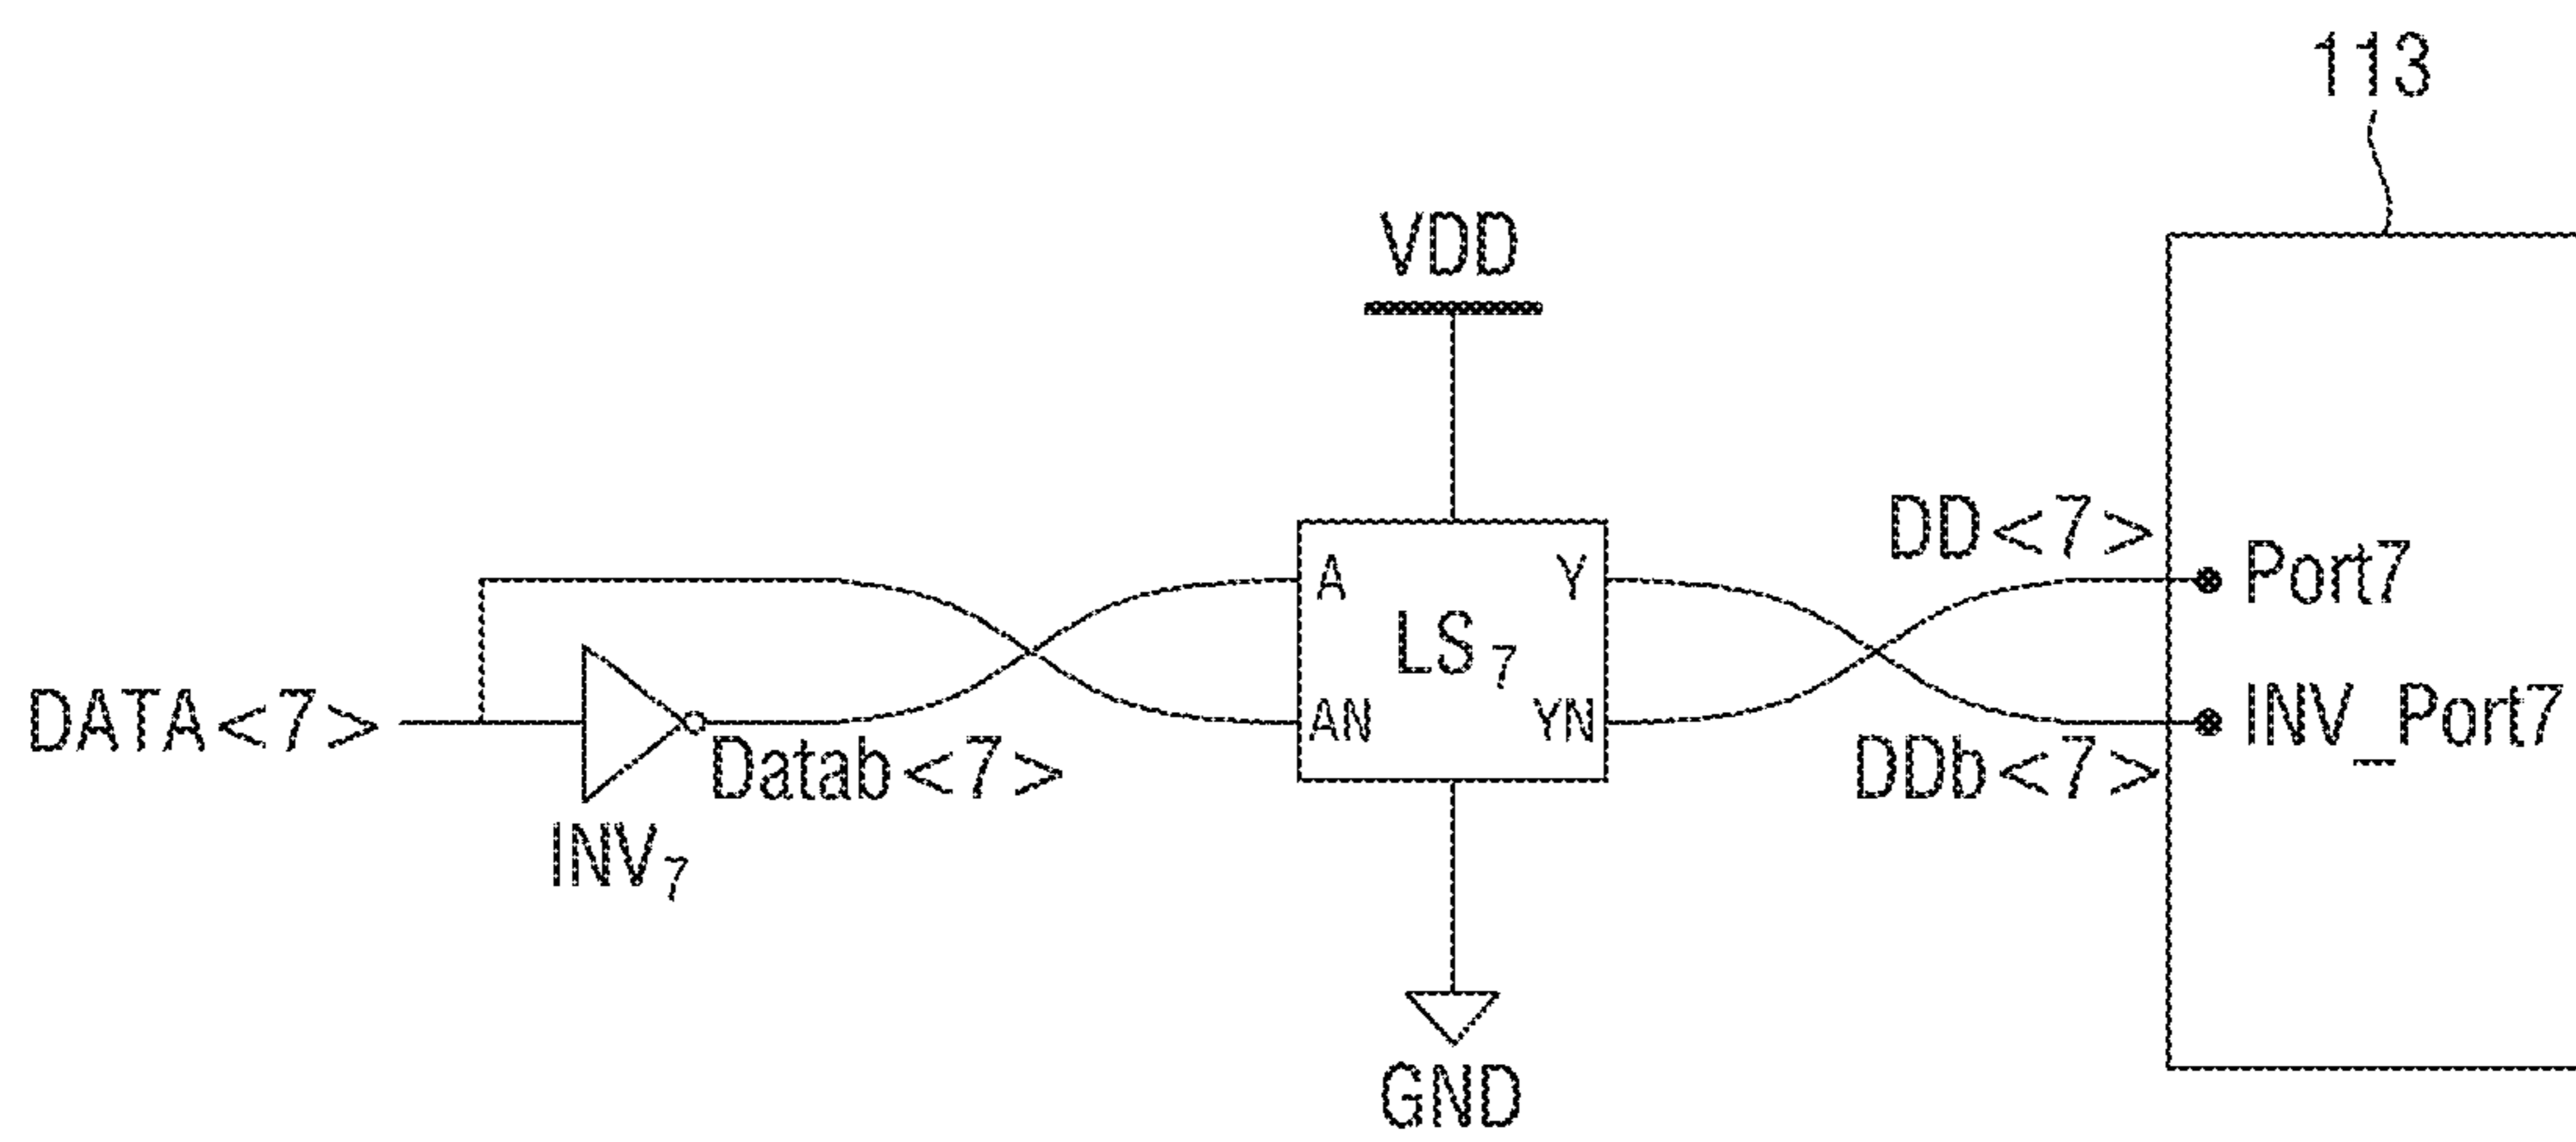 113
VDD
DD<7>
A Y
Port7
LS7
DATA<7>
AN YN
INV_Port7
Datab<7>
DDb<7>
INV7
GND